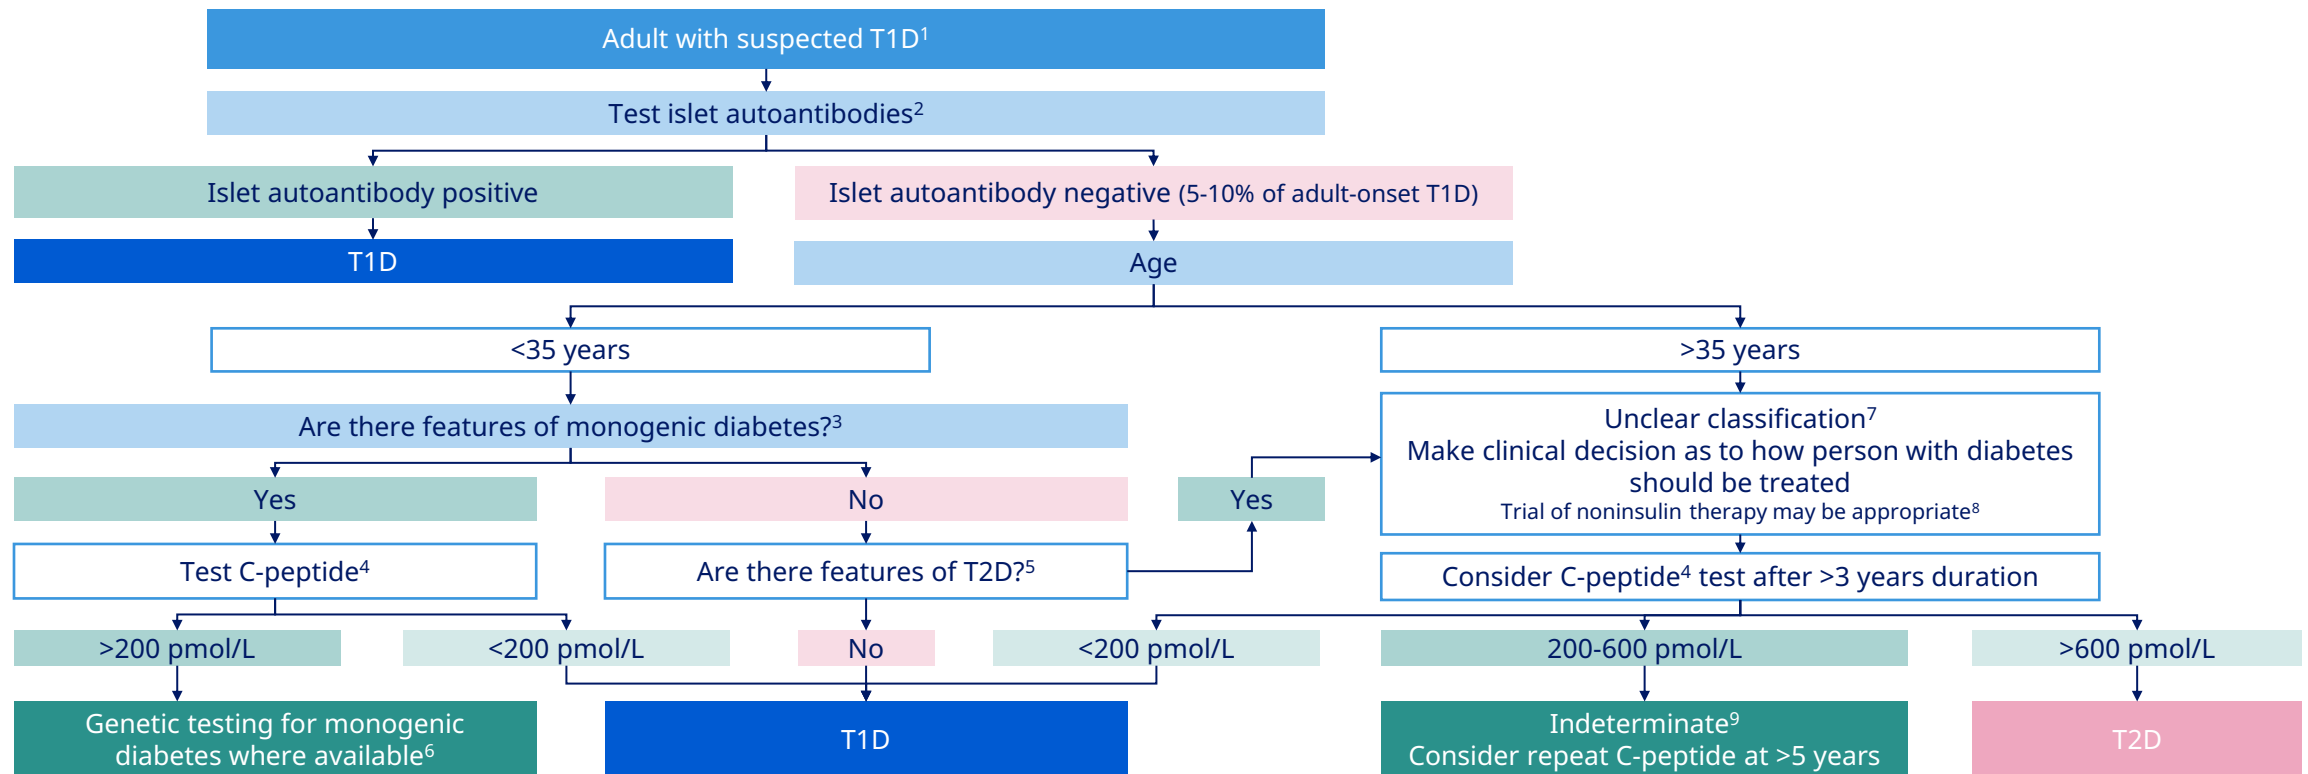 Adult with suspected T1D¹
Test islet autoantibodies²
Islet autoantibody positive
Islet autoantibody negative (5-10% of adult-onset T1D)
T1D
Age
<35 years
>35 years
Are there features of monogenic diabetes?³
Unclear classification⁷
Make clinical decision as to how person with diabetes
should be treated
Trial of noninsulin therapy may be appropriate⁸
Yes
No
Yes
Test C-peptide⁴
Are there features of T2D?⁵
Consider C-peptide⁴ test after >3 years duration
>200 pmol/L
<200 pmol/L
No
<200 pmol/L
200-600 pmol/L
>600 pmol/L
Genetic testing for monogenic
diabetes where available⁶
T1D
Indeterminate⁹
Consider repeat C-peptide at >5 years
T2D